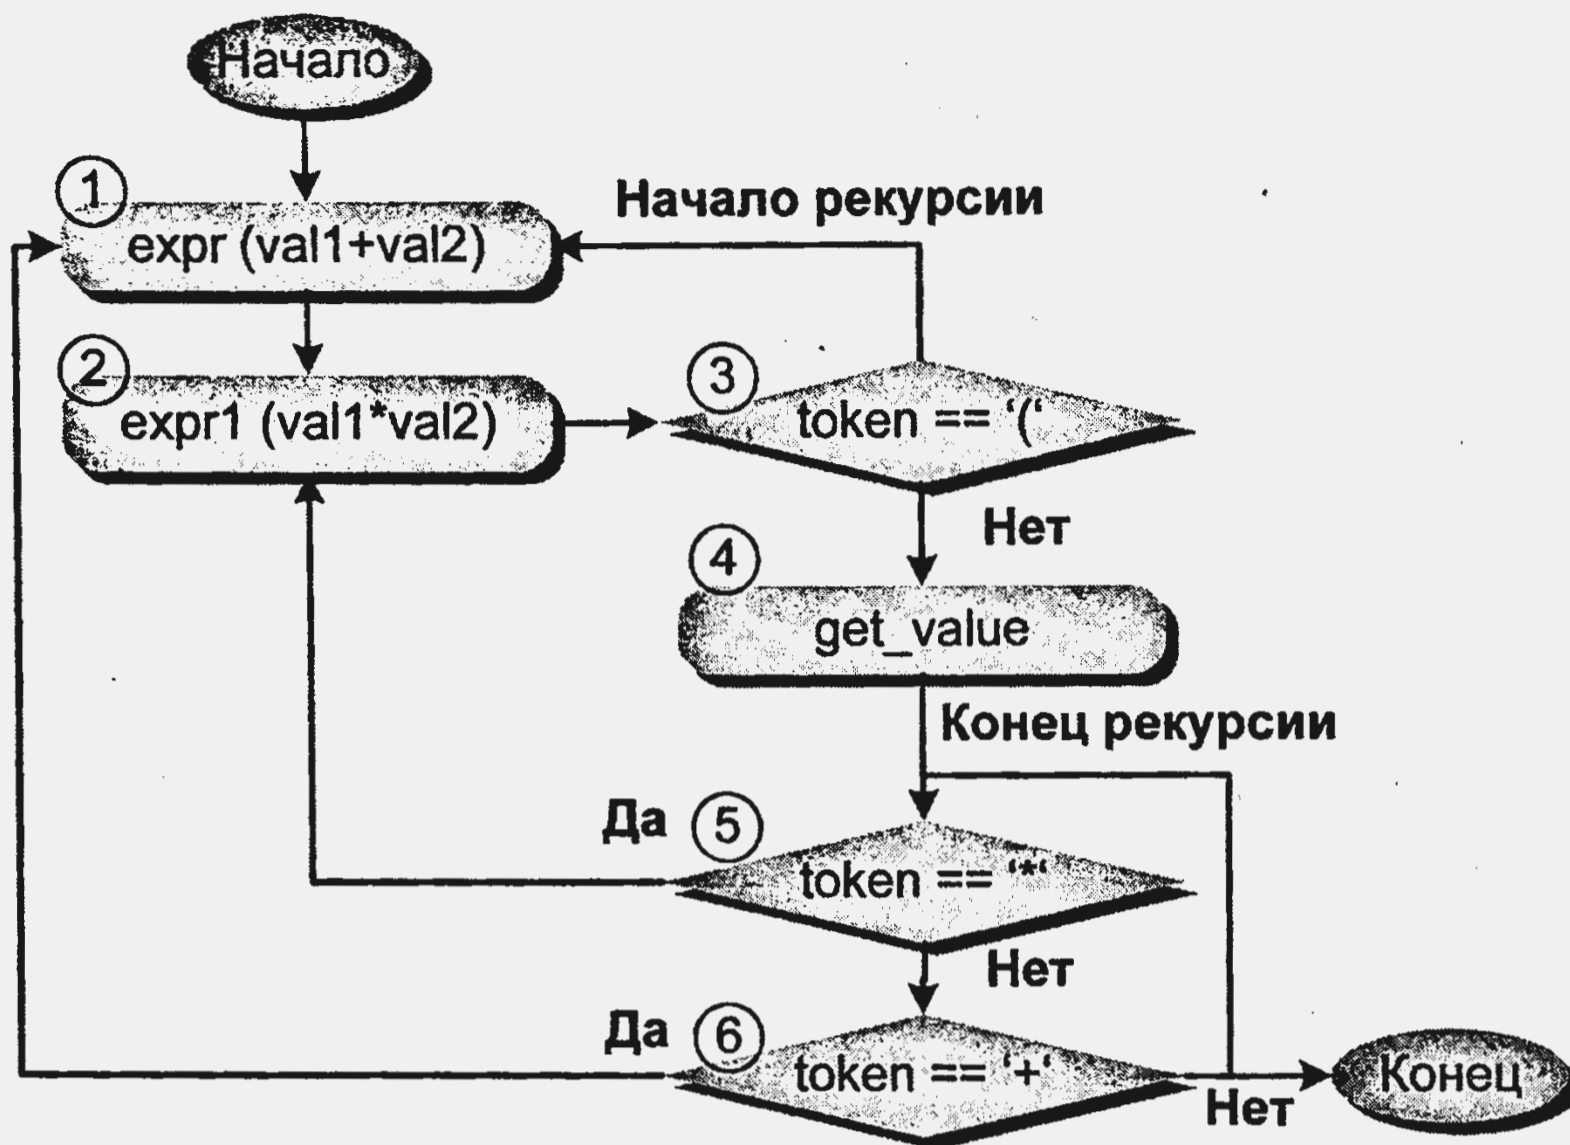 Начало
1
expr (val1+val2)
Начало рекурсии
2
expr1 (val1*val2)
3
token == ‘(‘
Нет
4
get_value
Конец рекурсии
Да
5
token == ‘*‘
Нет
Да
6
token == ‘+‘
Нет
Конец